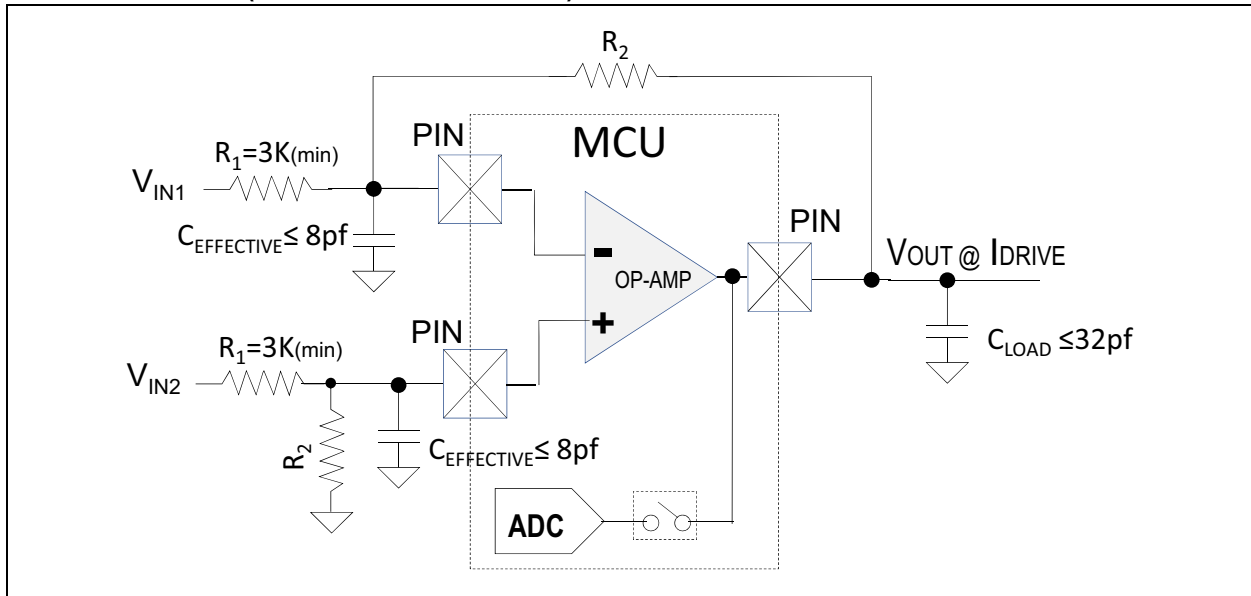 R2
MCU
PIN
R1=3K(min)
VIN1
CEFFECTIVE≤ 8pf
-
OP-AMP
PIN
VOUT @ IDRIVE
+
PIN
CLOAD ≤32pf
R1=3K(min)
VIN2
R2
CEFFECTIVE≤ 8pf
ADC